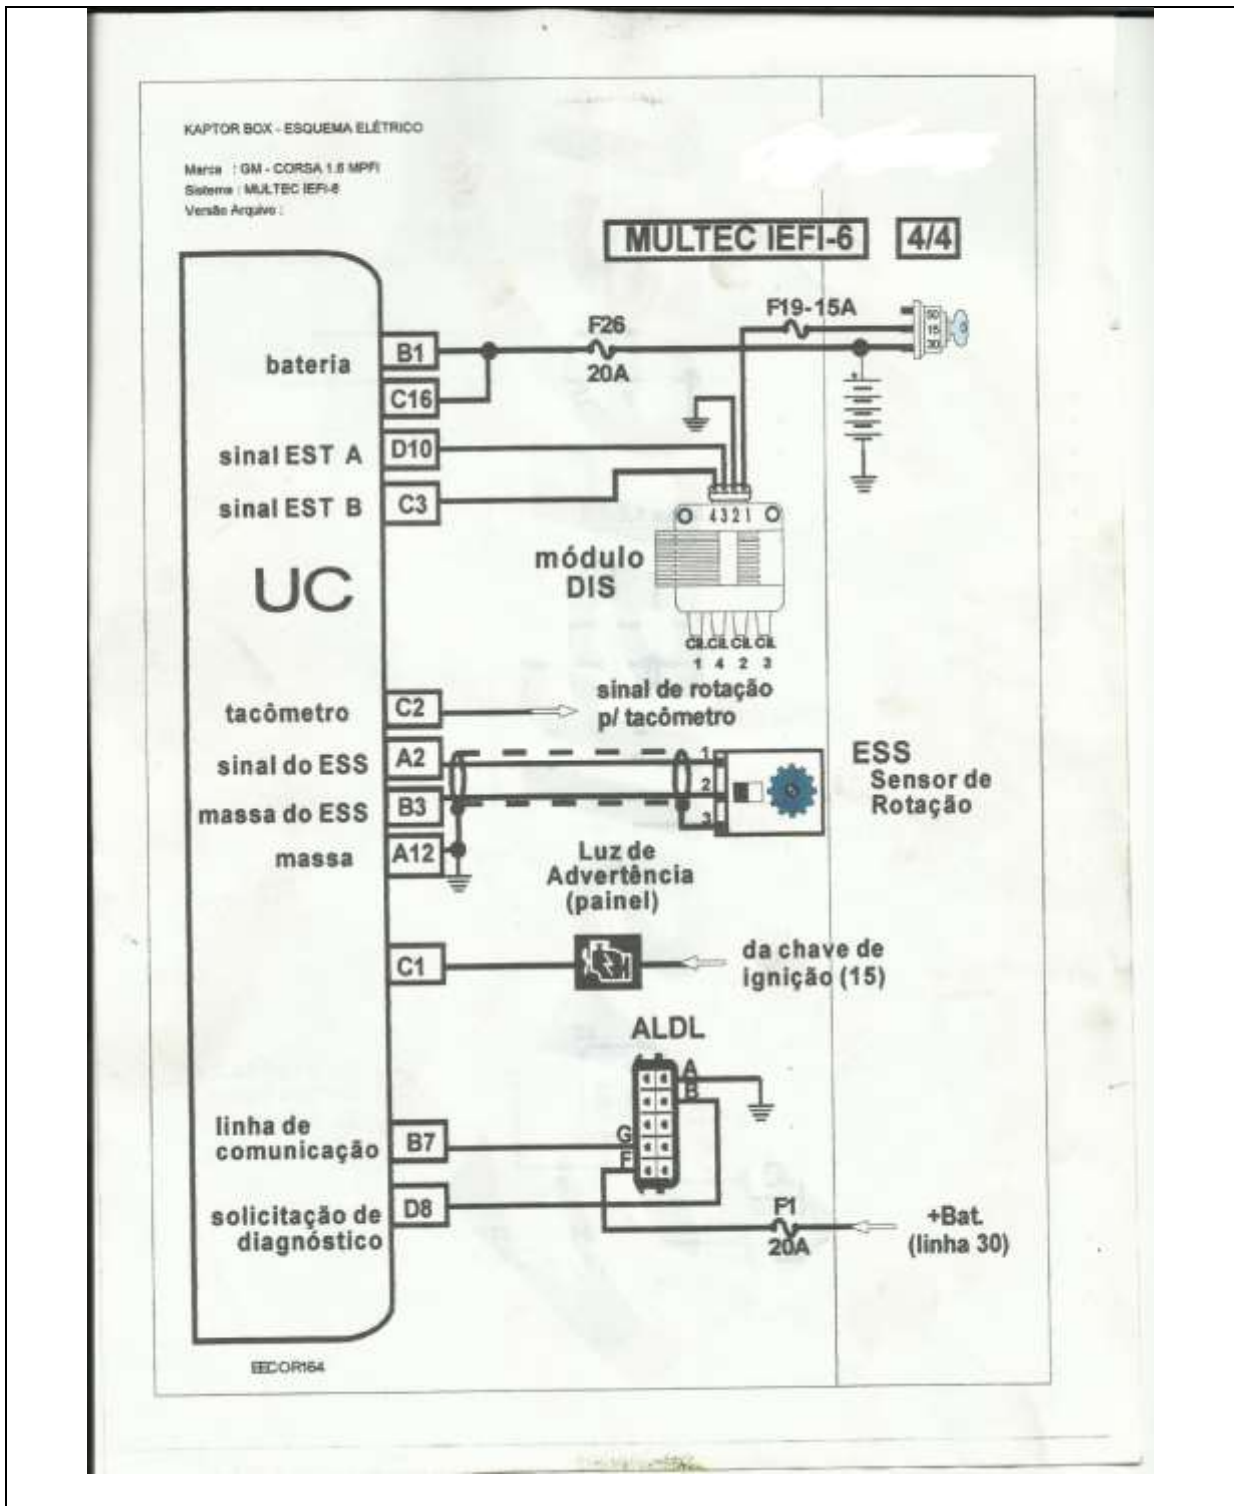 KAPTOR BOX - ESQUEMA ELÉTRICO
Marca : GM - CORSA 1.6 MPFI
Sistema : MULTEC IEFI-6
Versão Arquivo :
MULTEC IEFI-6
4/4
F19-15A
50
15
30
F26
20A
bateria
B1
C16
sinal EST A
D10
sinal EST B
C3
4 3 2 1
módulo
DIS
UC
CIL CIL CIL CIL
1 4 2 3
sinal de rotação
p/ tacômetro
tacômetro
C2
sinal do ESS
A2
massa do ESS
B3
massa
A12
1
2
3
ESS
Sensor de
Rotação
Luz de
Advertência
(painel)
C1
da chave de
ignição (15)
ALDL
A
B
G
F
linha de
comunicação
B7
solicitação de
diagnóstico
D8
F1
20A
+Bat.
(linha 30)
EECOR164